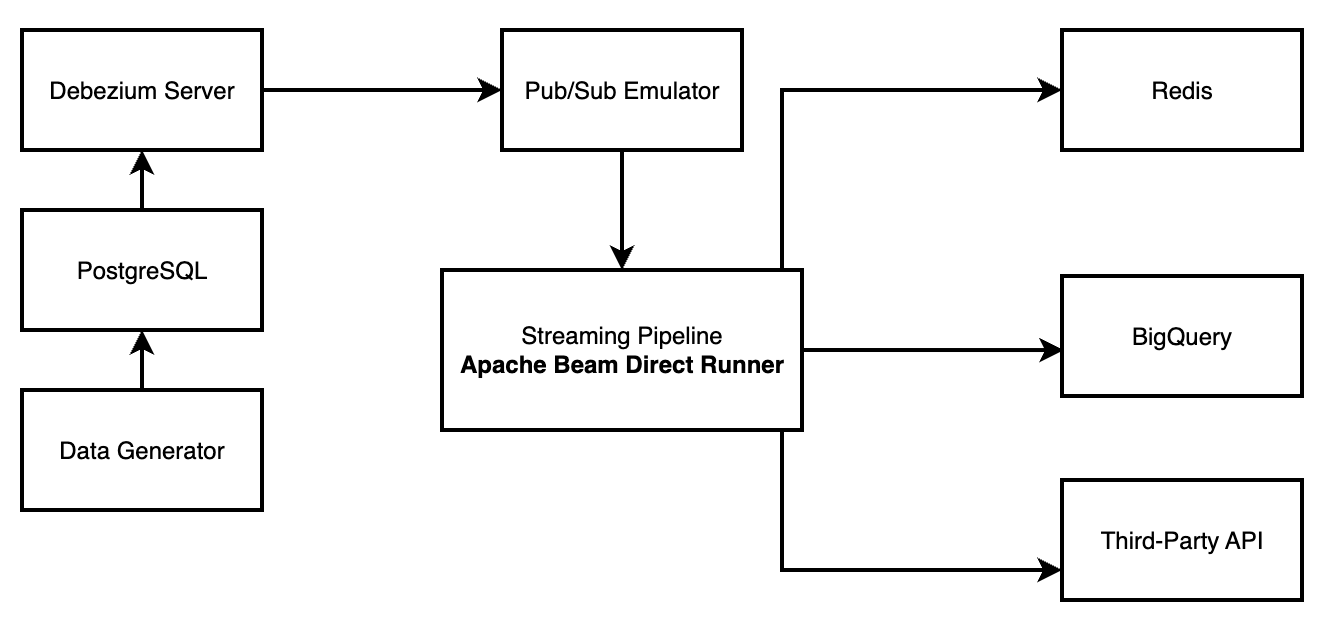 Debezium Server
Pub/Sub Emulator
Redis
PostgreSQL
Streaming Pipeline
Apache Beam Direct Runner
BigQuery
Data Generator
Third-Party API